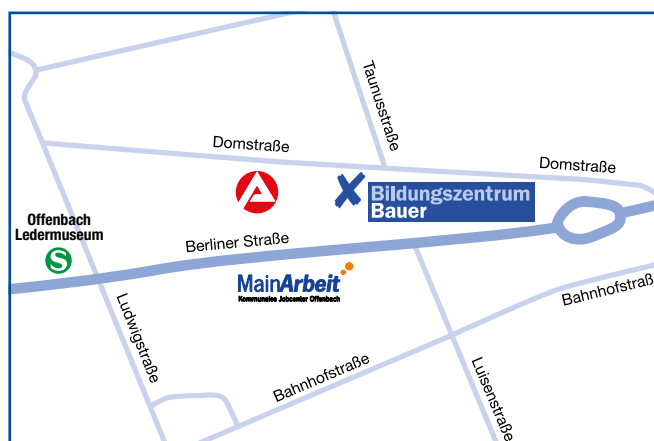 Taunusstraße
Domstraße
Domstraße
Bildungszentrum
Bauer
Offenbach
Ledermuseum
S
Berliner Straße
MainArbeit
Kommunales Jobcenter Offenbach
Bahnhofstraße
Ludwigstraße
Bahnhofstraße
Luisenstraße